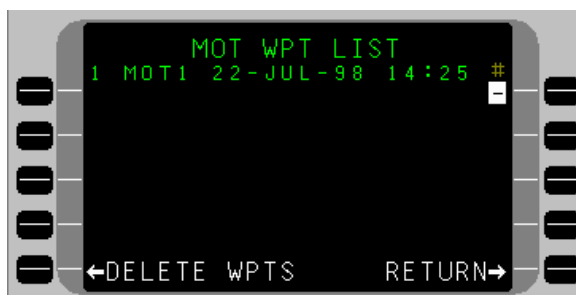 MOT WPT LIST
1 MOT1 22-JUL-98 14:25 #
-
←DELETE WPTS RETURN→